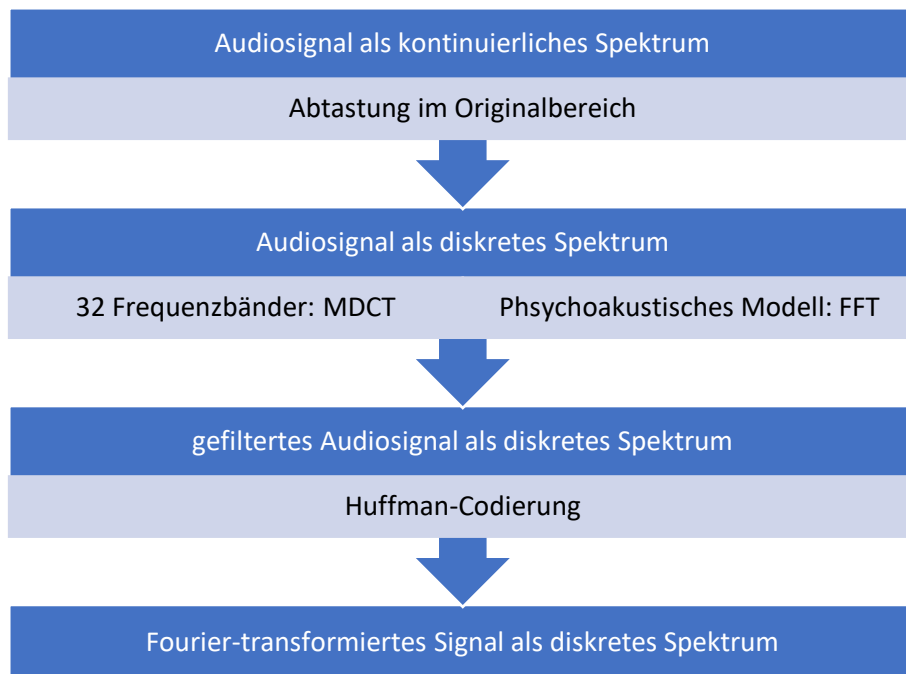 Audiosignal als kontinuierliches Spektrum
Abtastung im Originalbereich
Audiosignal als diskretes Spektrum
32 Frequenzbänder: MDCT
Phsychoakustisches Modell: FFT
gefiltertes Audiosignal als diskretes Spektrum
Huffman-Codierung
Fourier-transformiertes Signal als diskretes Spektrum